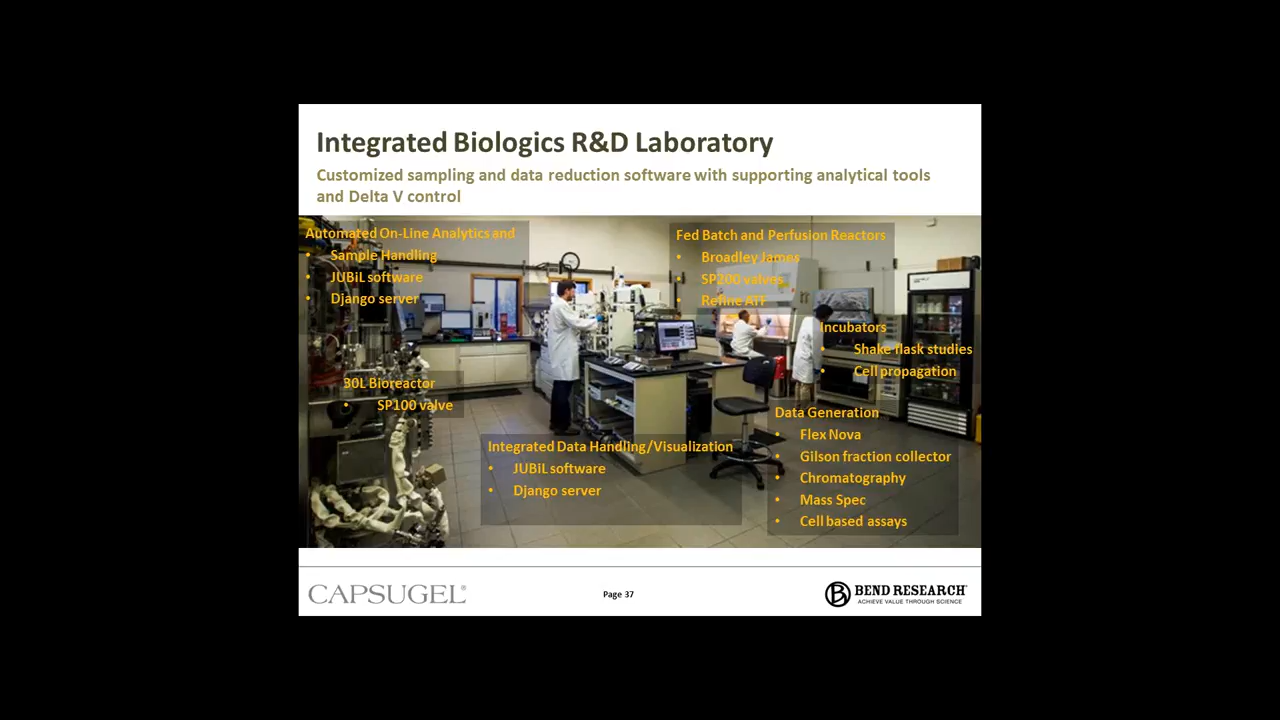 Integrated Biologics R&D Laboratory
Customized sampling and data reduction software with supporting analytical tools
and Delta V control
Automated On-Line Analytics and
• Sample Handling
• JUBiL software
• Django server
Fed Batch and Perfusion Reactors
• Broadley James
• SP200 valves
• Refine ATF
Incubators
• Shake flask studies
• Cell propagation
30L Bioreactor
• SP100 valve
Integrated Data Handling/Visualization
• JUBiL software
• Django server
Data Generation
• Flex Nova
• Gilson fraction collector
• Chromatography
• Mass Spec
• Cell based assays
CAPSUGEL®
Page 37
BEND RESEARCH
ACHIEVE VALUE THROUGH SCIENCE